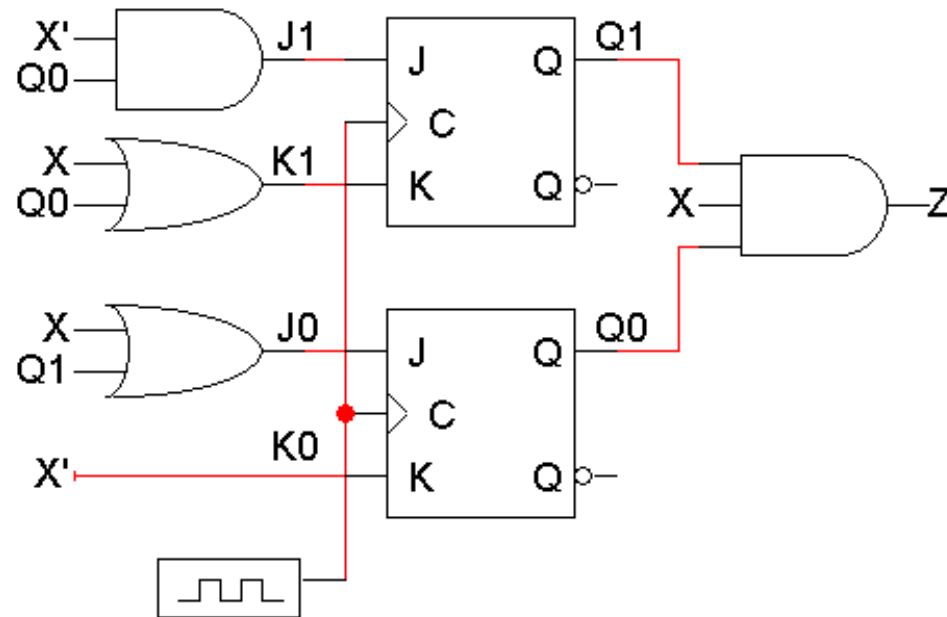 X' J1 J Q Q1
Q0
C
X K1 K Q
Q0
X Z
X J0 J Q Q0
Q1
C
X' K0 K Q